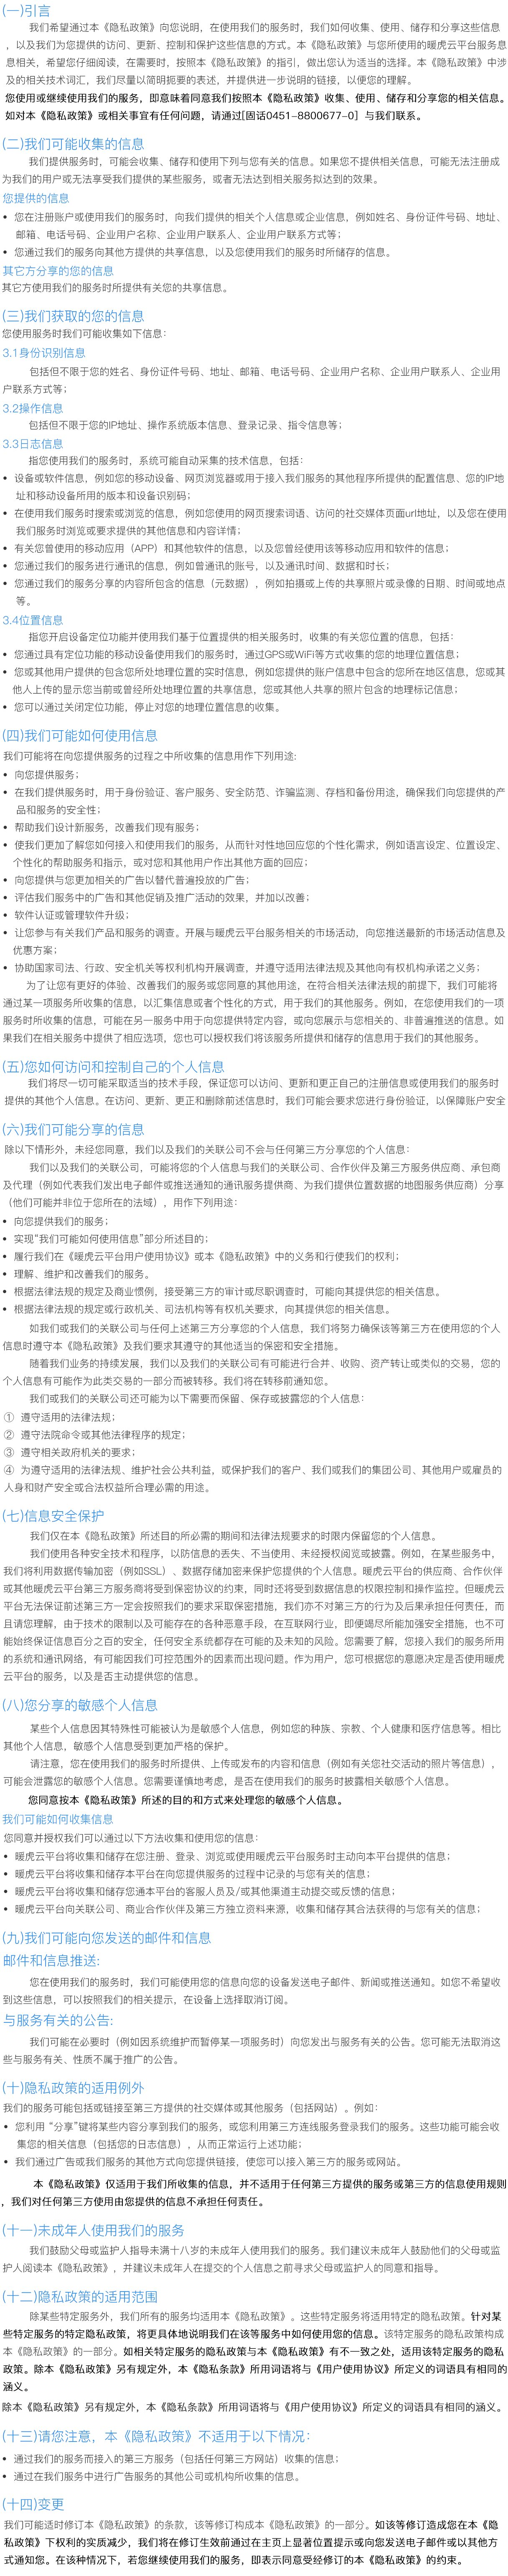 (一)引言
我们希望通过本《隐私政策》向您说明，在使用我们的服务时，我们如何收集、使用、储存和分享这些信息
，以及我们为您提供的访问、更新、控制和保护这些信息的方式。本《隐私政策》与您所使用的暖虎云平台服务息
息相关，希望您仔细阅读，在需要时，按照本《隐私政策》的指引，做出您认为适当的选择。本《隐私政策》中涉
及的相关技术词汇，我们尽量以简明扼要的表述，并提供进一步说明的链接，以便您的理解。
您使用或继续使用我们的服务，即意味着同意我们按照本《隐私政策》收集、使用、储存和分享您的相关信息。
如对本《隐私政策》或相关事宜有任何问题，请通过[固话0451-8800677-0］与我们联系。
(二)我们可能收集的信息
我们提供服务时，可能会收集、储存和使用下列与您有关的信息。如果您不提供相关信息，可能无法注册成
为我们的用户或无法享受我们提供的某些服务，或者无法达到相关服务拟达到的效果。
您提供的信息
• 您在注册账户或使用我们的服务时，向我们提供的相关个人信息或企业信息，例如姓名、身份证件号码、地址、
邮箱、电话号码、企业用户名称、企业用户联系人、企业用户联系方式等；
• 您通过我们的服务向其他方提供的共享信息，以及您使用我们的服务时所储存的信息。
其它方分享的您的信息
其它方使用我们的服务时所提供有关您的共享信息。
(三)我们获取的您的信息
您使用服务时我们可能收集如下信息：
3.1身份识别信息
包括但不限于您的姓名、身份证件号码、地址、邮箱、电话号码、企业用户名称、企业用户联系人、企业用
户联系方式等；
3.2操作信息
包括但不限于您的IP地址、操作系统版本信息、登录记录、指令信息等；
3.3日志信息
指您使用我们的服务时，系统可能自动采集的技术信息，包括：
• 设备或软件信息，例如您的移动设备、网页浏览器或用于接入我们服务的其他程序所提供的配置信息、您的IP地
址和移动设备所用的版本和设备识别码；
• 在使用我们服务时搜索或浏览的信息，例如您使用的网页搜索词语、访问的社交媒体页面url地址，以及您在使用
我们服务时浏览或要求提供的其他信息和内容详情；
• 有关您曾使用的移动应用（APP）和其他软件的信息，以及您曾经使用该等移动应用和软件的信息；
• 您通过我们的服务进行通讯的信息，例如曾通讯的账号，以及通讯时间、数据和时长；
• 您通过我们的服务分享的内容所包含的信息（元数据），例如拍摄或上传的共享照片或录像的日期、时间或地点
等。
3.4位置信息
指您开启设备定位功能并使用我们基于位置提供的相关服务时，收集的有关您位置的信息，包括：
• 您通过具有定位功能的移动设备使用我们的服务时，通过GPS或WiFi等方式收集的您的地理位置信息；
• 您或其他用户提供的包含您所处地理位置的实时信息，例如您提供的账户信息中包含的您所在地区信息，您或其
他人上传的显示您当前或曾经所处地理位置的共享信息，您或其他人共享的照片包含的地理标记信息；
• 您可以通过关闭定位功能，停止对您的地理位置信息的收集。
(四)我们可能如何使用信息
我们可能将在向您提供服务的过程之中所收集的信息用作下列用途:
• 向您提供服务；
• 在我们提供服务时，用于身份验证、客户服务、安全防范、诈骗监测、存档和备份用途，确保我们向您提供的产
品和服务的安全性；
• 帮助我们设计新服务，改善我们现有服务；
• 使我们更加了解您如何接入和使用我们的服务，从而针对性地回应您的个性化需求，例如语言设定、位置设定、
个性化的帮助服务和指示，或对您和其他用户作出其他方面的回应；
• 向您提供与您更加相关的广告以替代普遍投放的广告；
• 评估我们服务中的广告和其他促销及推广活动的效果，并加以改善；
• 软件认证或管理软件升级；
• 让您参与有关我们产品和服务的调查。开展与暖虎云平台服务相关的市场活动，向您推送最新的市场活动信息及
优惠方案；
• 协助国家司法、行政、安全机关等权利机构开展调查，并遵守适用法律法规及其他向有权机构承诺之义务；
为了让您有更好的体验、改善我们的服务或您同意的其他用途，在符合相关法律法规的前提下，我们可能将
通过某一项服务所收集的信息，以汇集信息或者个性化的方式，用于我们的其他服务。例如，在您使用我们的一项
服务时所收集的信息，可能在另一服务中用于向您提供特定内容，或向您展示与您相关的、非普遍推送的信息。如
果我们在相关服务中提供了相应选项，您也可以授权我们将该服务所提供和储存的信息用于我们的其他服务。
(五)您如何访问和控制自己的个人信息
我们将尽一切可能采取适当的技术手段，保证您可以访问、更新和更正自己的注册信息或使用我们的服务时
提供的其他个人信息。在访问、更新、更正和删除前述信息时，我们可能会要求您进行身份验证，以保障账户安全
(六)我们可能分享的信息
除以下情形外，未经您同意，我们以及我们的关联公司不会与任何第三方分享您的个人信息：
我们以及我们的关联公司，可能将您的个人信息与我们的关联公司、合作伙伴及第三方服务供应商、承包商
及代理（例如代表我们发出电子邮件或推送通知的通讯服务提供商、为我们提供位置数据的地图服务供应商）分享
（他们可能并非位于您所在的法域），用作下列用途：
• 向您提供我们的服务；
• 实现“我们可能如何使用信息”部分所述目的；
• 履行我们在《暖虎云平台用户使用协议》或本《隐私政策》中的义务和行使我们的权利；
• 理解、维护和改善我们的服务。
• 根据法律法规的规定及商业惯例，接受第三方的审计或尽职调查时，可能向其提供您的相关信息。
• 根据法律法规的规定或行政机关、司法机构等有权机关要求，向其提供您的相关信息。
如我们或我们的关联公司与任何上述第三方分享您的个人信息，我们将努力确保该等第三方在使用您的个人
信息时遵守本《隐私政策》及我们要求其遵守的其他适当的保密和安全措施。
随着我们业务的持续发展，我们以及我们的关联公司有可能进行合并、收购、资产转让或类似的交易，您的
个人信息有可能作为此类交易的一部分而被转移。我们将在转移前通知您。
我们或我们的关联公司还可能为以下需要而保留、保存或披露您的个人信息：
① 遵守适用的法律法规；
② 遵守法院命令或其他法律程序的规定；
③ 遵守相关政府机关的要求；
④ 为遵守适用的法律法规、维护社会公共利益，或保护我们的客户、我们或我们的集团公司、其他用户或雇员的
人身和财产安全或合法权益所合理必需的用途。
(七)信息安全保护
我们仅在本《隐私政策》所述目的所必需的期间和法律法规要求的时限内保留您的个人信息。
我们使用各种安全技术和程序，以防信息的丢失、不当使用、未经授权阅览或披露。例如，在某些服务中，
我们将利用数据传输加密（例如SSL）、数据存储加密来保护您提供的个人信息。暖虎云平台的供应商、合作伙伴
或其他暖虎云平台第三方服务商将受到保密协议的约束，同时还将受到数据信息的权限控制和操作监控。但暖虎云
平台无法保证前述第三方一定会按照我们的要求采取保密措施，我们亦不对第三方的行为及后果承担任何责任，而
且请您理解，由于技术的限制以及可能存在的各种恶意手段，在互联网行业，即便竭尽所能加强安全措施，也不可
能始终保证信息百分之百的安全，任何安全系统都存在可能的及未知的风险。您需要了解，您接入我们的服务所用
的系统和通讯网络，有可能因我们可控范围外的因素而出现问题。作为用户，您可根据您的意愿决定是否使用暖虎
云平台的服务，以及是否主动提供您的信息。
(八)您分享的敏感个人信息
某些个人信息因其特殊性可能被认为是敏感个人信息，例如您的种族、宗教、个人健康和医疗信息等。相比
其他个人信息，敏感个人信息受到更加严格的保护。
请注意，您在使用我们的服务时所提供、上传或发布的内容和信息（例如有关您社交活动的照片等信息），
可能会泄露您的敏感个人信息。您需要谨慎地考虑，是否在使用我们的服务时披露相关敏感个人信息。
您同意按本《隐私政策》所述的目的和方式来处理您的敏感个人信息。
我们可能如何收集信息
您同意并授权我们可以通过以下方法收集和使用您的信息：
• 暖虎云平台将收集和储存在您注册、登录、浏览或使用暖虎云平台服务时主动向本平台提供的信息；
• 暖虎云平台将收集和储存本平台在向您提供服务的过程中记录的与您有关的信息；
• 暖虎云平台将收集和储存您通本平台的客服人员及/或其他渠道主动提交或反馈的信息；
• 暖虎云平台向关联公司、商业合作伙伴及第三方独立资料来源，收集和储存其合法获得的与您有关的信息；
(九)我们可能向您发送的邮件和信息
邮件和信息推送:
您在使用我们的服务时，我们可能使用您的信息向您的设备发送电子邮件、新闻或推送通知。如您不希望收
到这些信息，可以按照我们的相关提示，在设备上选择取消订阅。
与服务有关的公告:
我们可能在必要时（例如因系统维护而暂停某一项服务时）向您发出与服务有关的公告。您可能无法取消这
些与服务有关、性质不属于推广的公告。
(十)隐私政策的适用例外
我们的服务可能包括或链接至第三方提供的社交媒体或其他服务（包括网站）。例如：
• 您利用 “分享”键将某些内容分享到我们的服务，或您利用第三方连线服务登录我们的服务。这些功能可能会收
集您的相关信息（包括您的日志信息），从而正常运行上述功能；
• 我们通过广告或我们服务的其他方式向您提供链接，使您可以接入第三方的服务或网站。
本《隐私政策》仅适用于我们所收集的信息，并不适用于任何第三方提供的服务或第三方的信息使用规则
，我们对任何第三方使用由您提供的信息不承担任何责任。
(十一)未成年人使用我们的服务
我们鼓励父母或监护人指导未满十八岁的未成年人使用我们的服务。我们建议未成年人鼓励他们的父母或监
护人阅读本《隐私政策》，并建议未成年人在提交的个人信息之前寻求父母或监护人的同意和指导。
(十二)隐私政策的适用范围
除某些特定服务外，我们所有的服务均适用本《隐私政策》。这些特定服务将适用特定的隐私政策。针对某
些特定服务的特定隐私政策，将更具体地说明我们在该等服务中如何使用您的信息。该特定服务的隐私政策构成
本《隐私政策》的一部分。如相关特定服务的隐私政策与本《隐私政策》有不一致之处，适用该特定服务的隐私
政策。除本《隐私政策》另有规定外，本《隐私条款》所用词语将与《用户使用协议》所定义的词语具有相同的
涵义。
除本《隐私政策》另有规定外，本《隐私条款》所用词语将与《用户使用协议》所定义的词语具有相同的涵义。
(十三)请您注意，本《隐私政策》不适用于以下情况：
• 通过我们的服务而接入的第三方服务（包括任何第三方网站）收集的信息；
• 通过在我们服务中进行广告服务的其他公司或机构所收集的信息。
(十四)变更
我们可能适时修订本《隐私政策》的条款，该等修订构成本《隐私政策》的一部分。如该等修订造成您在本《隐
私政策》下权利的实质减少，我们将在修订生效前通过在主页上显著位置提示或向您发送电子邮件或以其他方
式通知您。在该种情况下，若您继续使用我们的服务，即表示同意受经修订的本《隐私政策》的约束。